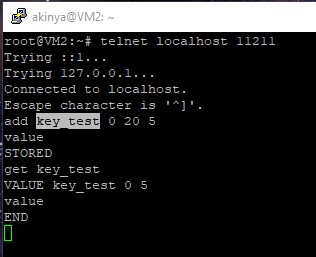 akinya@VM2: ~
root@VM2:~# telnet localhost 11211
Trying ::1...
Trying 127.0.0.1...
Connected to localhost.
Escape character is '^]'.
add key_test 0 20 5
value
STORED
get key_test
VALUE key_test 0 5
value
END